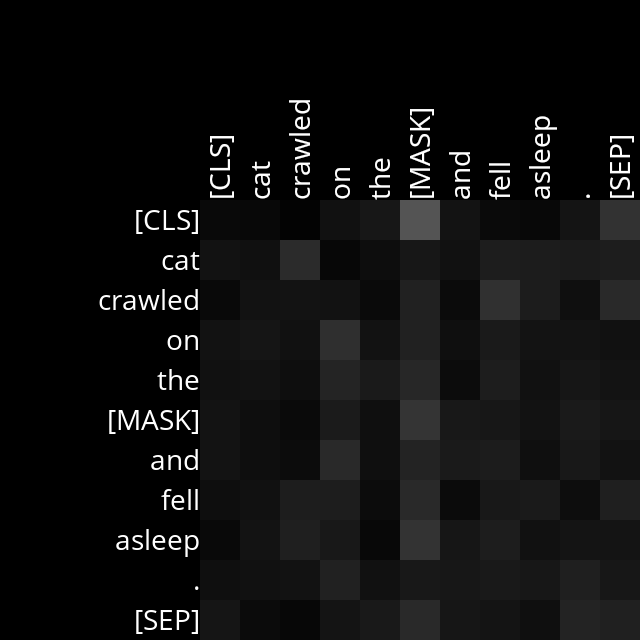 [CLS] cat crawled on the [MASK] and fell asleep . [SEP]
[CLS]
cat
crawled
on
the
[MASK]
and
fell
asleep
.
[SEP]